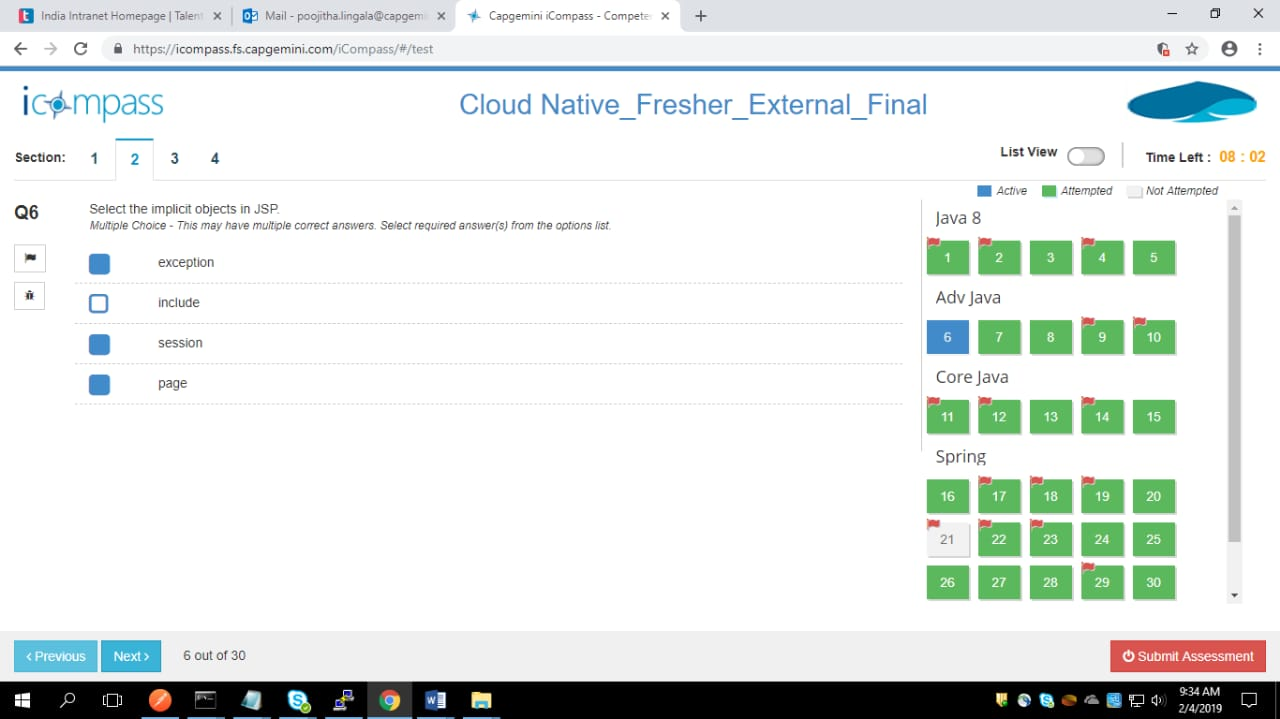 India Intranet Homepage | Talent
Mail - poojitha.lingala@capgemi
Capgemini iCompass - Compete
https://icompass.fs.capgemini.com/iCompass/#/test
icompass
Cloud Native_Fresher_External_Final
Section: 1 2 3 4
List View
Time Left : 08 : 02
Active Attempted Not Attempted
Q6
Select the implicit objects in JSP.
Multiple Choice - This may have multiple correct answers. Select required answer(s) from the options list.
exception
include
session
page
Java 8
1 2 3 4 5
Adv Java
6 7 8 9 10
Core Java
11 12 13 14 15
Spring
16 17 18 19 20
21 22 23 24 25
26 27 28 29 30
< Previous
Next >
6 out of 30
Submit Assessment
9:34 AM
2/4/2019